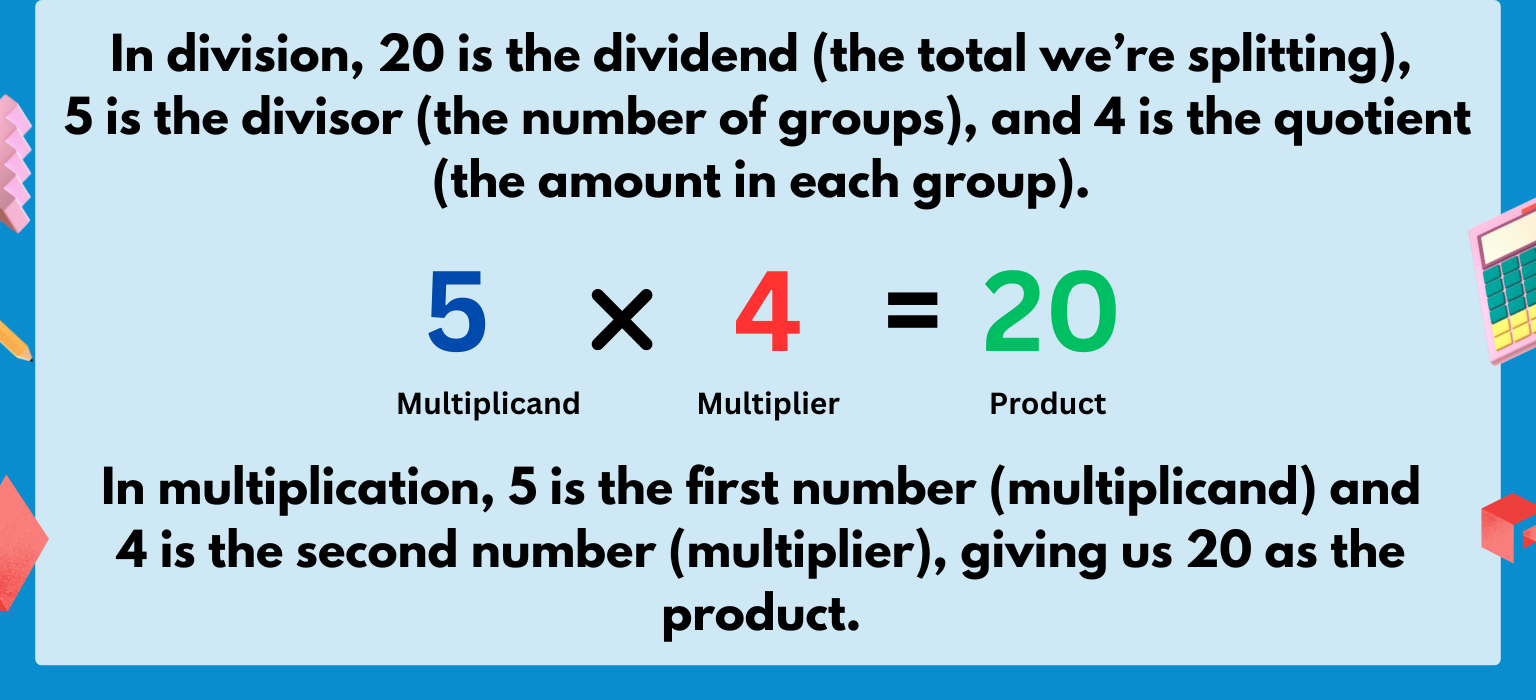 In division, 20 is the dividend (the total we’re splitting),
5 is the divisor (the number of groups), and 4 is the quotient
(the amount in each group).
5 × 4 = 20
Multiplicand Multiplier Product
In multiplication, 5 is the first number (multiplicand) and
4 is the second number (multiplier), giving us 20 as the
product.